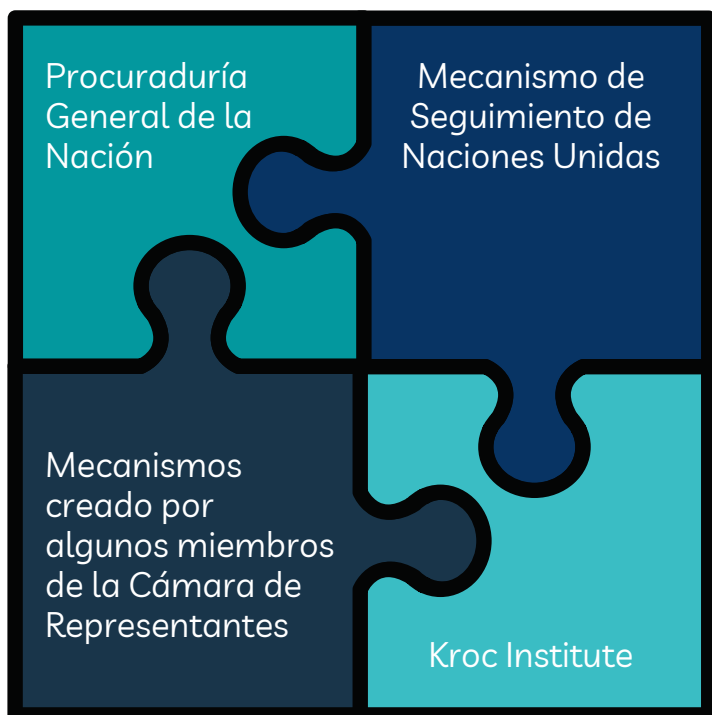 Procuraduría
General de la
Nación
Mecanismo de
Seguimiento de
Naciones Unidas
Mecanismos
creado por
algunos miembros
de la Cámara de
Representantes
Kroc Institute